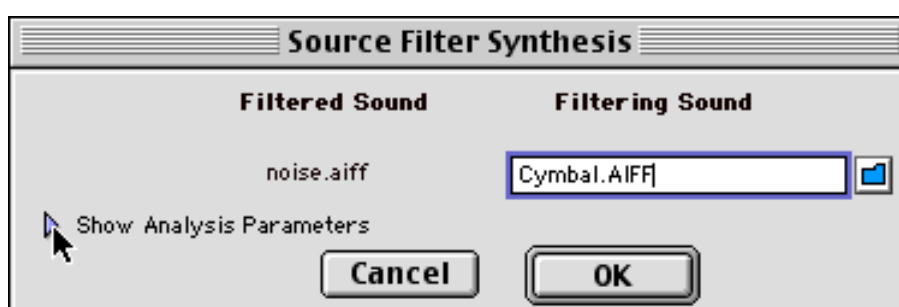 Source Filter Synthesis
Filtered Sound Filtering Sound
noise.aiff Cymbal.AIFF
Show Analysis Parameters
Cancel OK